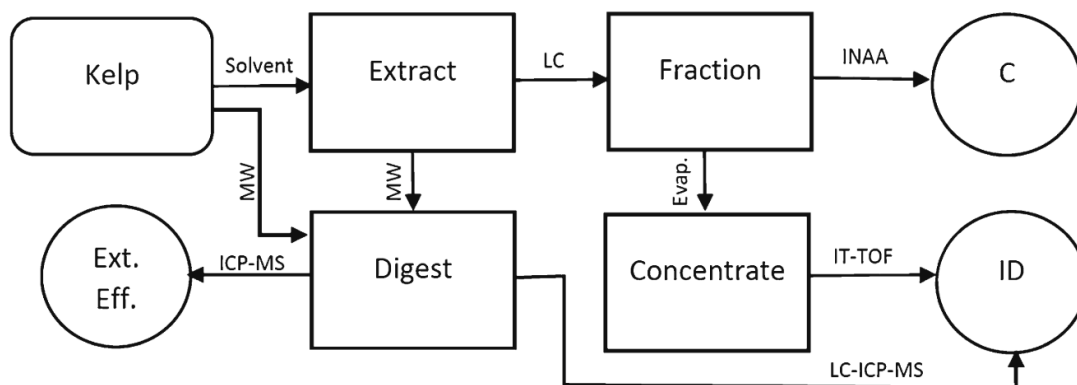 Kelp
Solvent
Extract
LC
Fraction
INAA
C
MW
MW
Evap.
Ext.
Eff.
ICP-MS
Digest
Concentrate
IT-TOF
ID
LC-ICP-MS